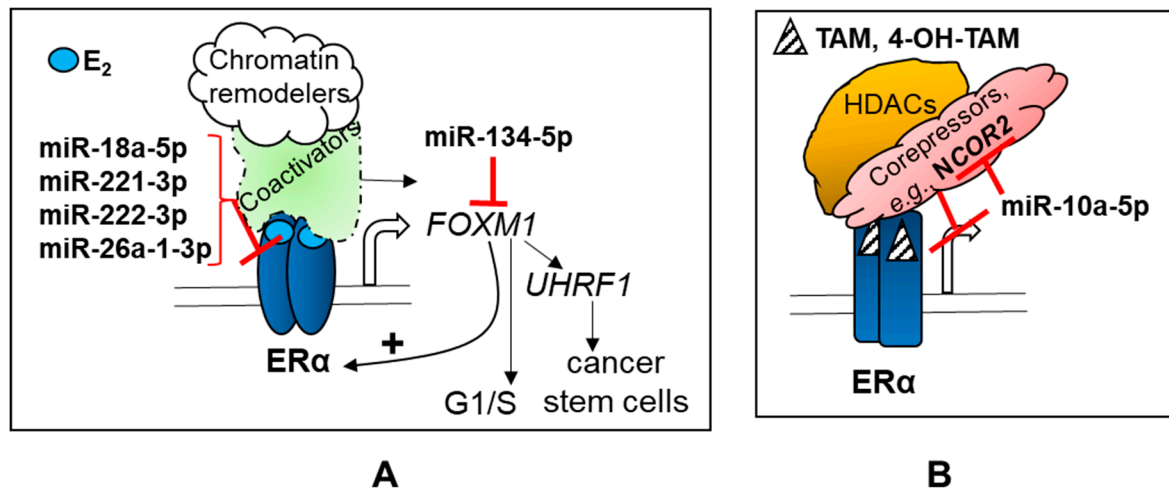 E₂
Chromatin
remodelers
Coactivators
miR-18a-5p
miR-221-3p
miR-222-3p
miR-26a-1-3p
miR-134-5p
FOXM1
UHRF1
+
ERα
G1/S
cancer
stem cells
A
TAM, 4-OH-TAM
HDACs
Corepressors,
e.g., NCOR2
miR-10a-5p
ERα
B